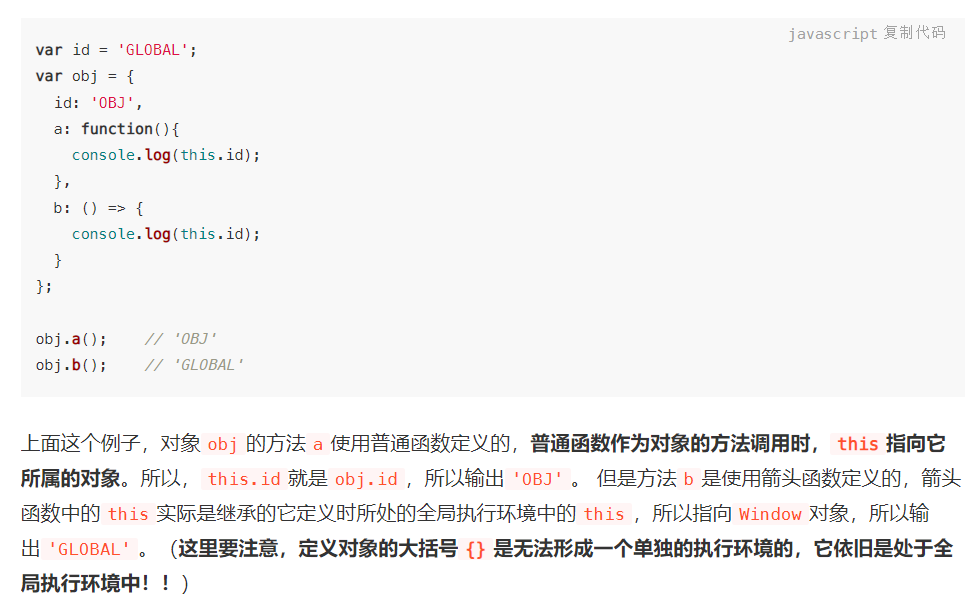 javascript 复制代码
var id = 'GLOBAL';
var obj = {
  id: 'OBJ',
  a: function(){
    console.log(this.id);
  },
  b: () => {
    console.log(this.id);
  }
};

obj.a();    // 'OBJ'
obj.b();    // 'GLOBAL'

上面这个例子，对象 obj 的方法 a 使用普通函数定义的，普通函数作为对象的方法调用时， this 指向它
所属的对象。所以， this.id 就是 obj.id ，所以输出 'OBJ' 。 但是方法 b 是使用箭头函数定义的，箭头
函数中的 this 实际是继承的它定义时所处的全局执行环境中的 this ，所以指向 Window 对象，所以输
出 'GLOBAL' 。（这里要注意，定义对象的大括号 {} 是无法形成一个单独的执行环境的，它依旧是处于全
局执行环境中！！）